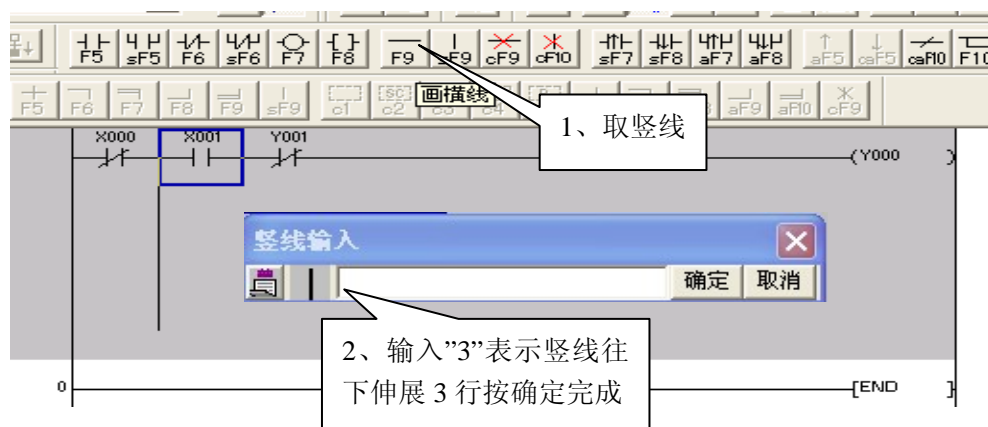 F5 sF5 F6 sF6 F7 F8 F9 sF9 cF9 cF10 sF7 sF8 aF7 aF8 aF5 caF5 caF10 F10
F5 F6 F7 F8 F9 sF9 c1 c2 c3 c4 aF9 aF10 cF9
SC
画横线
1、取竖线
X000 X001 Y001
(Y000 )
竖线输入
确定 取消
2、输入”3”表示竖线往
下伸展 3 行按确定完成
0
[END ]